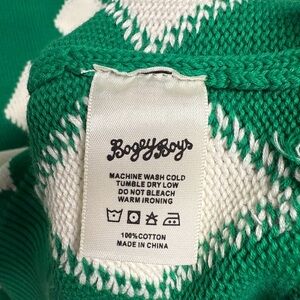 Bogey Boys
MACHINE WASH COLD
TUMBLE DRY LOW
DO NOT BLEACH
WARM IRONING
100%COTTON
MADE IN CHINA